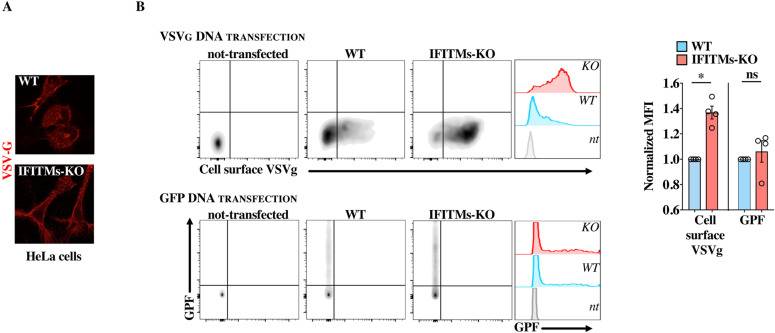 A
B
VSVG DNA TRANSFECTION
not-transfected WT IFITMs-KO
KO
WT
nt
Cell surface VSVg
GFP DNA TRANSFECTION
not-transfected WT IFITMs-KO
GPF
KO
WT
nt
GPF
VSV-G
WT
IFITMs-KO
HeLa cells
WT
IFITMs-KO
Normalized MFI
1.6
1.4
1.2
1.0
0.8
0.6
* ns
Cell
surface
VSVg
GPF